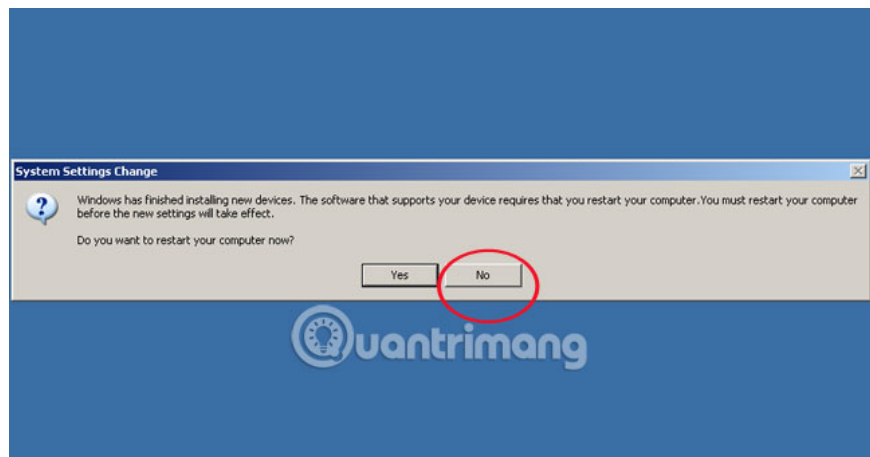 System Settings Change
Windows has finished installing new devices. The software that supports your device requires that you restart your computer.You must restart your computer
before the new settings will take effect.
Do you want to restart your computer now?
Yes No
Quantrimang